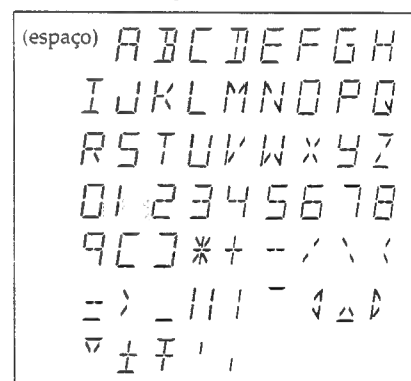 (espaço) A B C D E F G H
I J K L M N O P Q
R S T U V W X Y Z
0 1 2 3 4 5 6 7 8
9 [ ] * + - / \ <
= > _